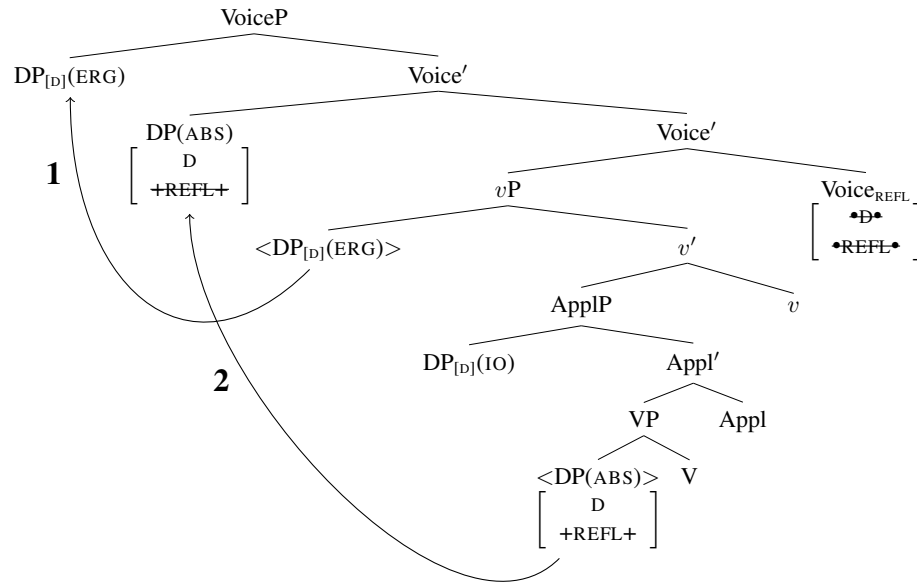 VoiceP
DP[D](ERG) Voice′
DP(ABS) Voice′
D
+REFL+
1
vP VoiceREFL
•D•
•REFL•
<DP[D](ERG)> v′
ApplP v
DP[D](IO) Appl′
2
VP Appl
<DP(ABS)> V
D
+REFL+